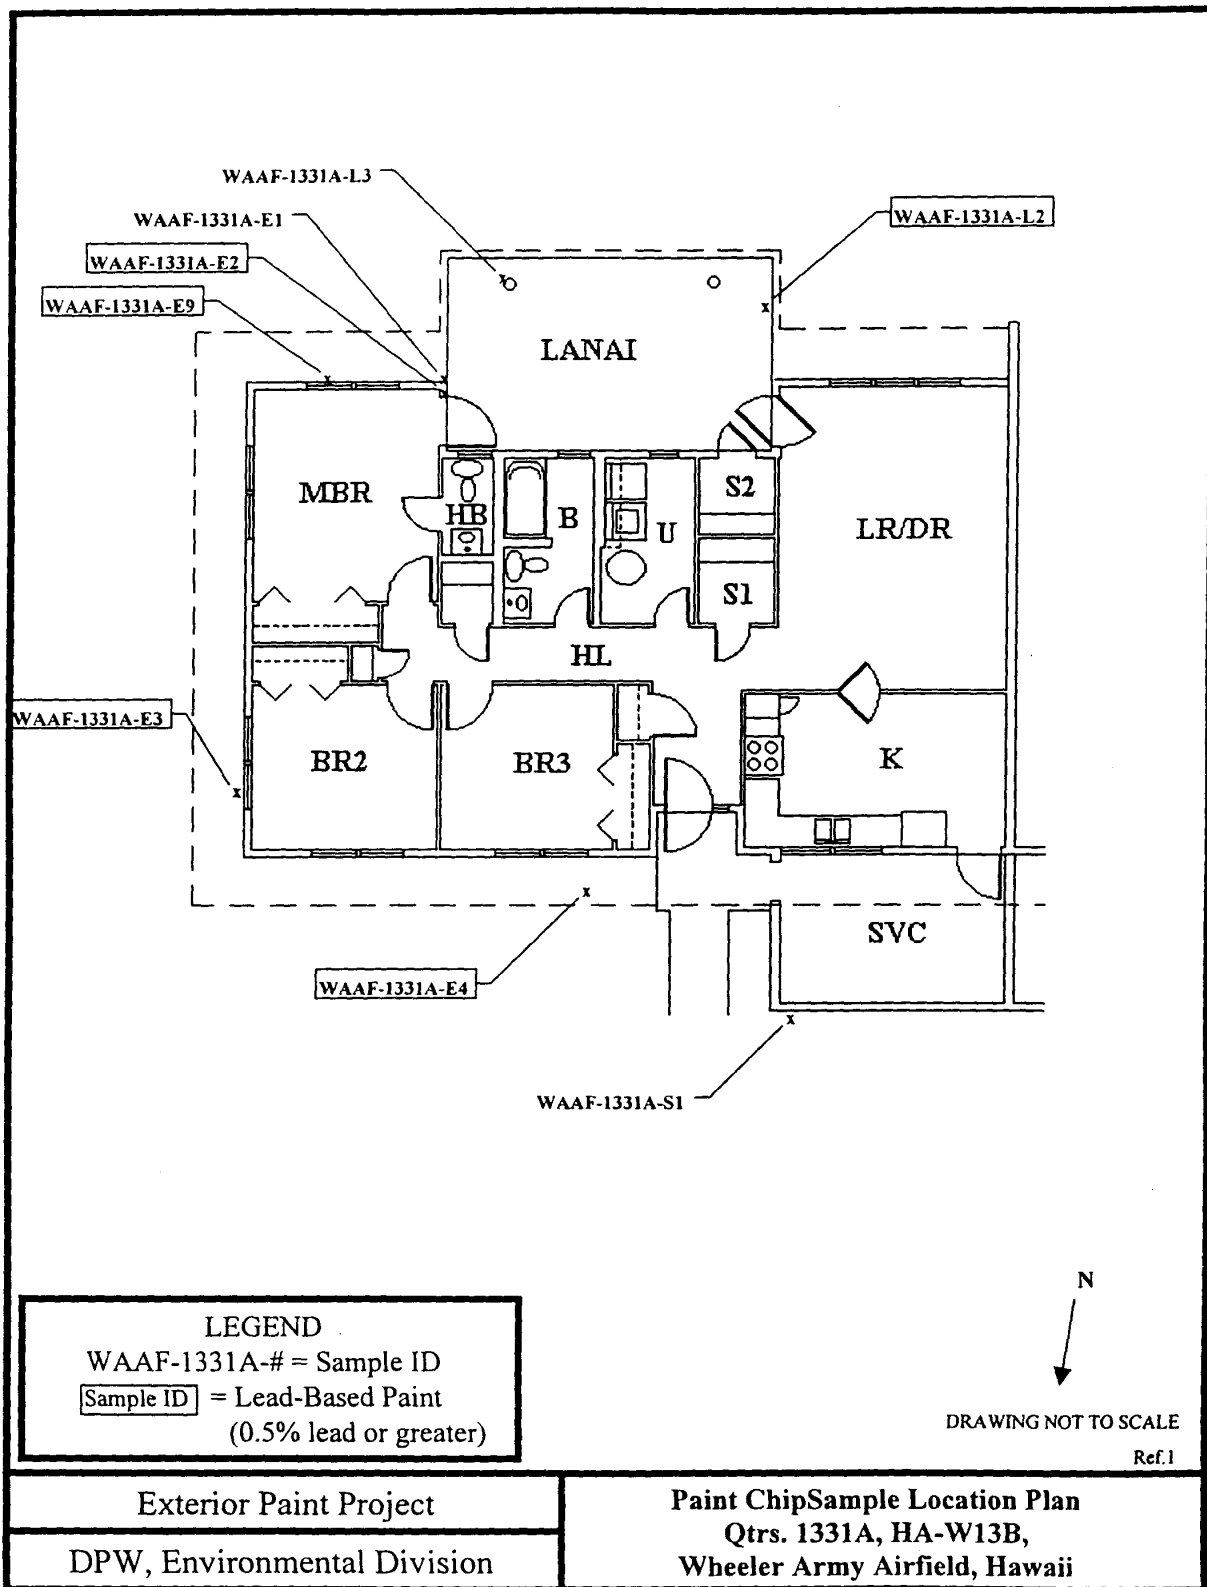 WAAF-1331A-L3
WAAF-1331A-E1
WAAF-1331A-L2
WAAF-1331A-E2
WAAF-1331A-E9
LANAI
MBR
HB
B
U
S2
LR/DR
S1
HL
WAAF-1331A-E3
BR2
BR3
K
SVC
WAAF-1331A-E4
WAAF-1331A-S1
N
LEGEND
WAAF-1331A-# = Sample ID
Sample ID = Lead-Based Paint
(0.5% lead or greater)
DRAWING NOT TO SCALE
Ref.1
Exterior Paint Project
DPW, Environmental Division
Paint ChipSample Location Plan
Qtrs. 1331A, HA-W13B,
Wheeler Army Airfield, Hawaii